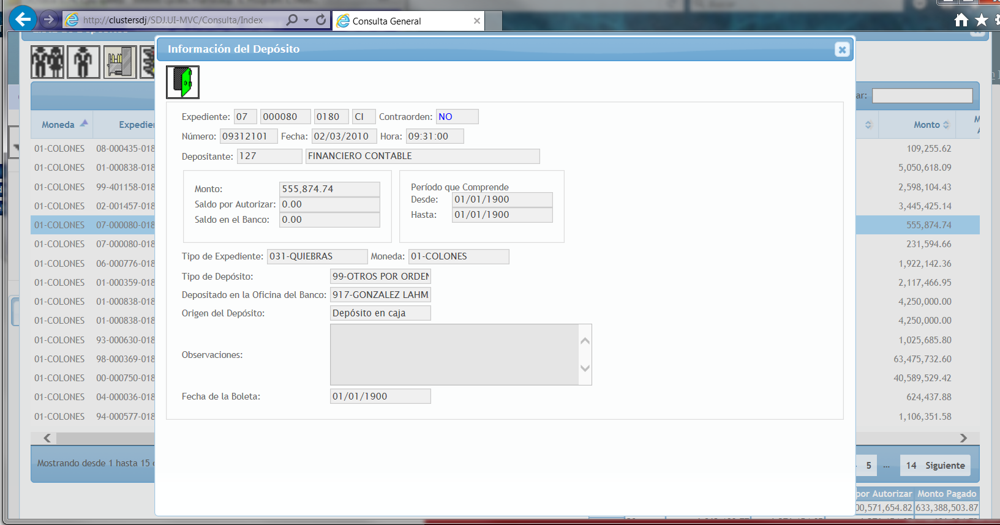 http://clustersdj/SDJ.UI-MVC/Consulta/Index
Consulta General
Información del Depósito
ar:
Moneda
Expedie
Monto
Expediente: 07 000080 0180 CI Contraorden: NO
Número: 09312101 Fecha: 02/03/2010 Hora: 09:31:00
Depositante: 127 FINANCIERO CONTABLE
Monto: 555,874.74
Saldo por Autorizar: 0.00
Saldo en el Banco: 0.00
Período que Comprende
Desde: 01/01/1900
Hasta: 01/01/1900
Tipo de Expediente: 031-QUIEBRAS Moneda: 01-COLONES
Tipo de Depósito: 99-OTROS POR ORDEN
Depositado en la Oficina del Banco: 917-GONZALEZ LAHM
Origen del Depósito: Depósito en caja
Observaciones:
Fecha de la Boleta: 01/01/1900
01-COLONES 08-000435-018 109,255.62
01-COLONES 01-000838-018 5,050,618.09
01-COLONES 99-401158-018 2,598,104.43
01-COLONES 02-001457-018 3,445,425.14
01-COLONES 07-000080-018 555,874.74
01-COLONES 07-000080-018 231,594.66
01-COLONES 06-000776-018 1,922,142.36
01-COLONES 01-000359-018 2,117,466.95
01-COLONES 01-000838-018 4,250,000.00
01-COLONES 01-000838-018 4,250,000.00
01-COLONES 93-000630-018 1,025,685.80
01-COLONES 98-000369-018 63,475,732.60
01-COLONES 00-000750-018 40,589,529.42
01-COLONES 04-000036-018 624,437.88
01-COLONES 94-000577-018 1,106,351.58
Mostrando desde 1 hasta 15
5 ... 14 Siguiente
por Autorizar Monto Pagado
00,571,654.82 633,388,503.87